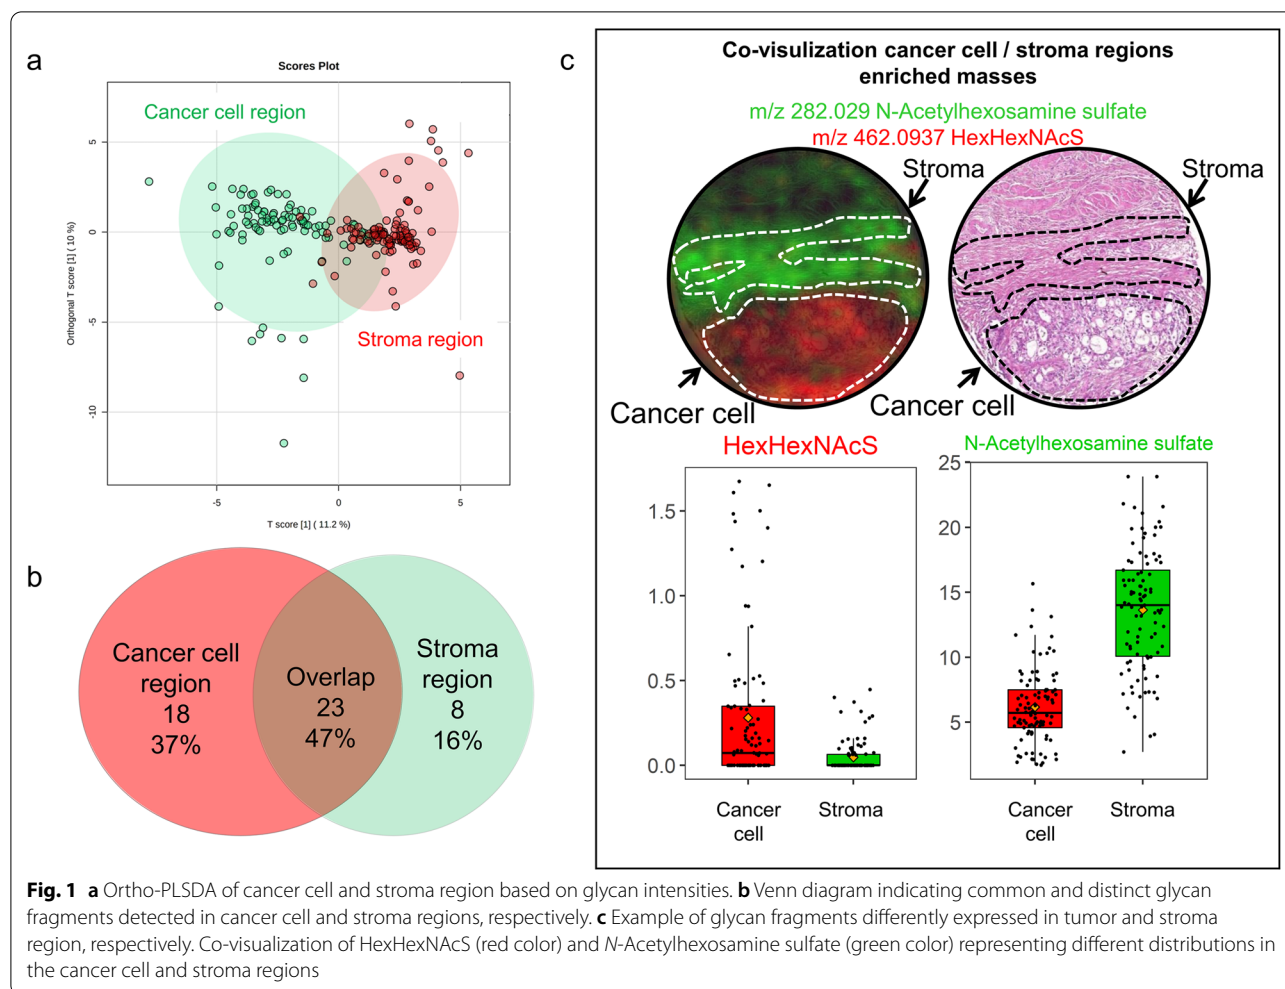 a
Scores Plot
Cancer cell region
Stroma region
5
0
-5
-10
Orthogonal T score [1] ( 10 %)
-5
0
5
T score [1] ( 11.2 %)
b
Cancer cell
region
18
37%
Overlap
23
47%
Stroma
region
8
16%
c
Co-visulization cancer cell / stroma regions
enriched masses
m/z 282.029 N-Acetylhexosamine sulfate
m/z 462.0937 HexHexNAcS
Stroma
Stroma
Cancer cell
Cancer cell
HexHexNAcS
1.5
1.0
0.5
0.0
Cancer
cell
Stroma
N-Acetylhexosamine sulfate
25
20
15
10
5
Cancer
cell
Stroma
Fig. 1 a Ortho-PLSDA of cancer cell and stroma region based on glycan intensities. b Venn diagram indicating common and distinct glycan
fragments detected in cancer cell and stroma regions, respectively. c Example of glycan fragments differently expressed in tumor and stroma
region, respectively. Co-visualization of HexHexNAcS (red color) and N-Acetylhexosamine sulfate (green color) representing different distributions in
the cancer cell and stroma regions